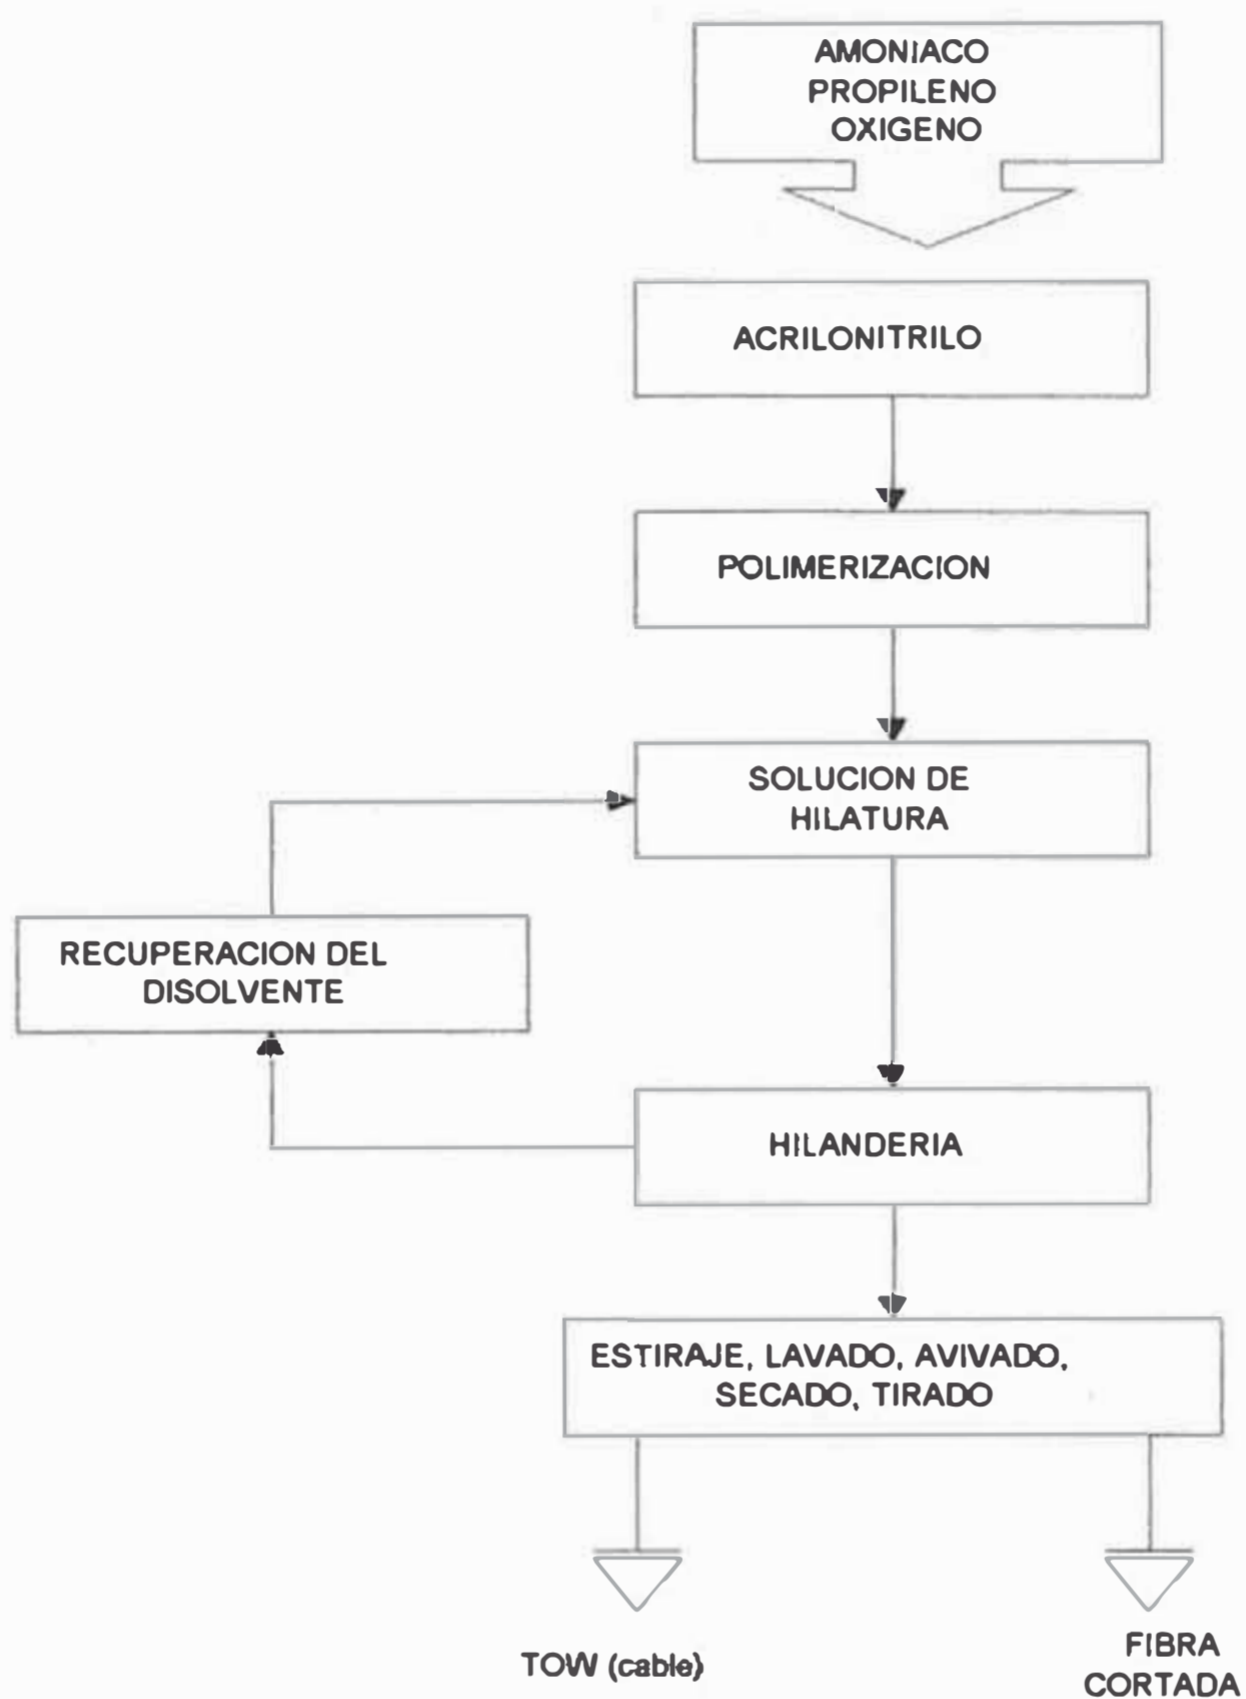 AMONIACO
PROPILENO
OXIGENO
ACRILONITRILO
POLIMERIZACION
SOLUCION DE
HILATURA
RECUPERACION DEL
DISOLVENTE
HILANDERIA
ESTIRAJE, LAVADO, AVIVADO,
SECADO, TIRADO
TOW (cable)
FIBRA
CORTADA